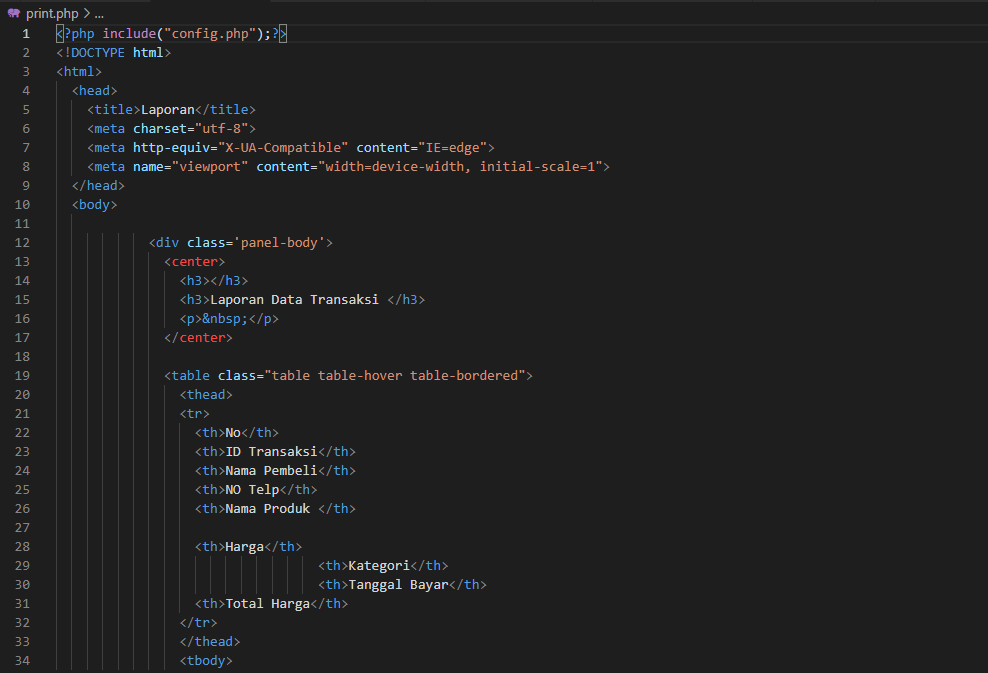 print.php > ...
1 <?php include("config.php");?>
2 <!DOCTYPE html>
3 <html>
4 <head>
5 <title>Laporan</title>
6 <meta charset="utf-8">
7 <meta http-equiv="X-UA-Compatible" content="IE=edge">
8 <meta name="viewport" content="width=device-width, initial-scale=1">
9 </head>
10 <body>
11
12 <div class='panel-body'>
13 <center>
14 <h3></h3>
15 <h3>Laporan Data Transaksi </h3>
16 <p>&nbsp;</p>
17 </center>
18
19 <table class="table table-hover table-bordered">
20 <thead>
21 <tr>
22 <th>No</th>
23 <th>ID Transaksi</th>
24 <th>Nama Pembeli</th>
25 <th>NO Telp</th>
26 <th>Nama Produk </th>
27
28 <th>Harga</th>
29 <th>Kategori</th>
30 <th>Tanggal Bayar</th>
31 <th>Total Harga</th>
32 </tr>
33 </thead>
34 <tbody>